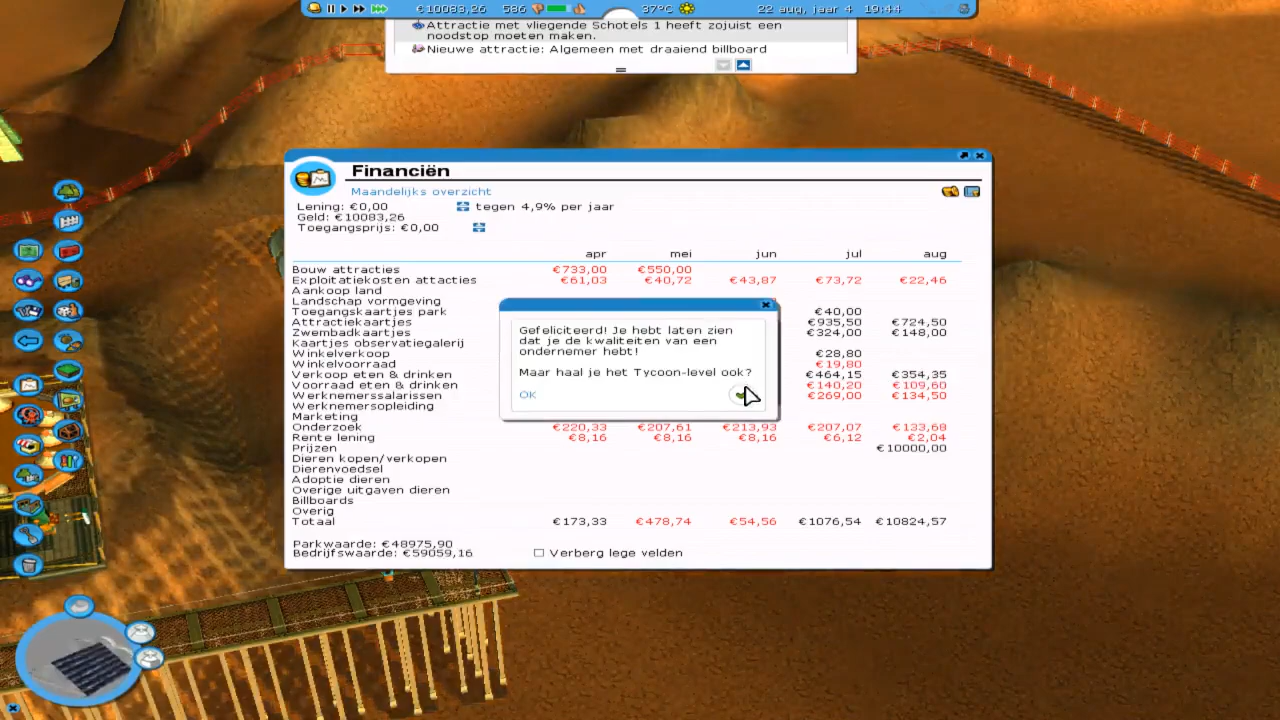 €10083,26 586 37°C 22 aug, jaar 4 19:44
Attractie met vliegende Schotels 1 heeft zojuist een
noodstop moeten maken.
Nieuwe attractie: Algemeen met draaiend billboard
Financiën
Maandelijks overzicht
Lening: €0,00 tegen 4,9% per jaar
Geld: €10083,26
Toegangsprijs: €0,00
apr mei jun jul aug
Bouw attracties €733,00 €550,00
Exploitatiekosten attacties €61,03 €40,72 €43,87 €73,72 €22,46
Aankoop land
Landschap vormgeving
Toegangskaartjes park €40,00
Attractiekaartjes €935,50 €724,50
Zwembadkaartjes €324,00 €148,00
Kaartjes observatiegalerij
Winkelverkoop €28,80
Winkelvoorraad €19,80
Verkoop eten & drinken €464,15 €354,35
Voorraad eten & drinken €140,20 €109,60
Werknemerssalarissen €269,00 €134,50
Werknemersopleiding
Marketing
Onderzoek €220,33 €207,61 €213,93 €207,07 €133,68
Rente lening €8,16 €8,16 €8,16 €6,12 €2,04
Prijzen €10000,00
Dieren kopen/verkopen
Dierenvoedsel
Adoptie dieren
Overige uitgaven dieren
Billboards
Overig
Totaal €173,33 €478,74 €54,56 €1076,54 €10824,57
Parkwaarde: €48975,90
Bedrijfswaarde: €59059,16
Verberg lege velden
Gefeliciteerd! Je hebt laten zien
dat je de kwaliteiten van een
ondernemer hebt!
Maar haal je het Tycoon-level ook?
OK